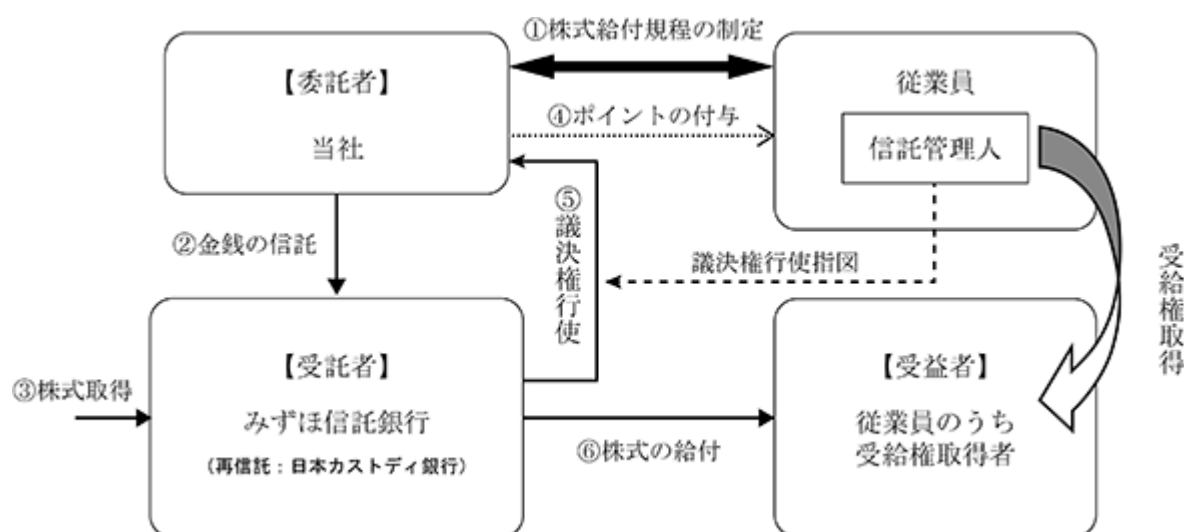 ①株式給付規程の制定
【委託者】
当社
従業員
④ポイントの付与
信託管理人
②金銭の信託
⑤議決権行使
議決権行使指図
受給権取得
③株式取得
【受託者】
みずほ信託銀行
（再信託：日本カストディ銀行）
⑥株式の給付
【受益者】
従業員のうち
受給権取得者